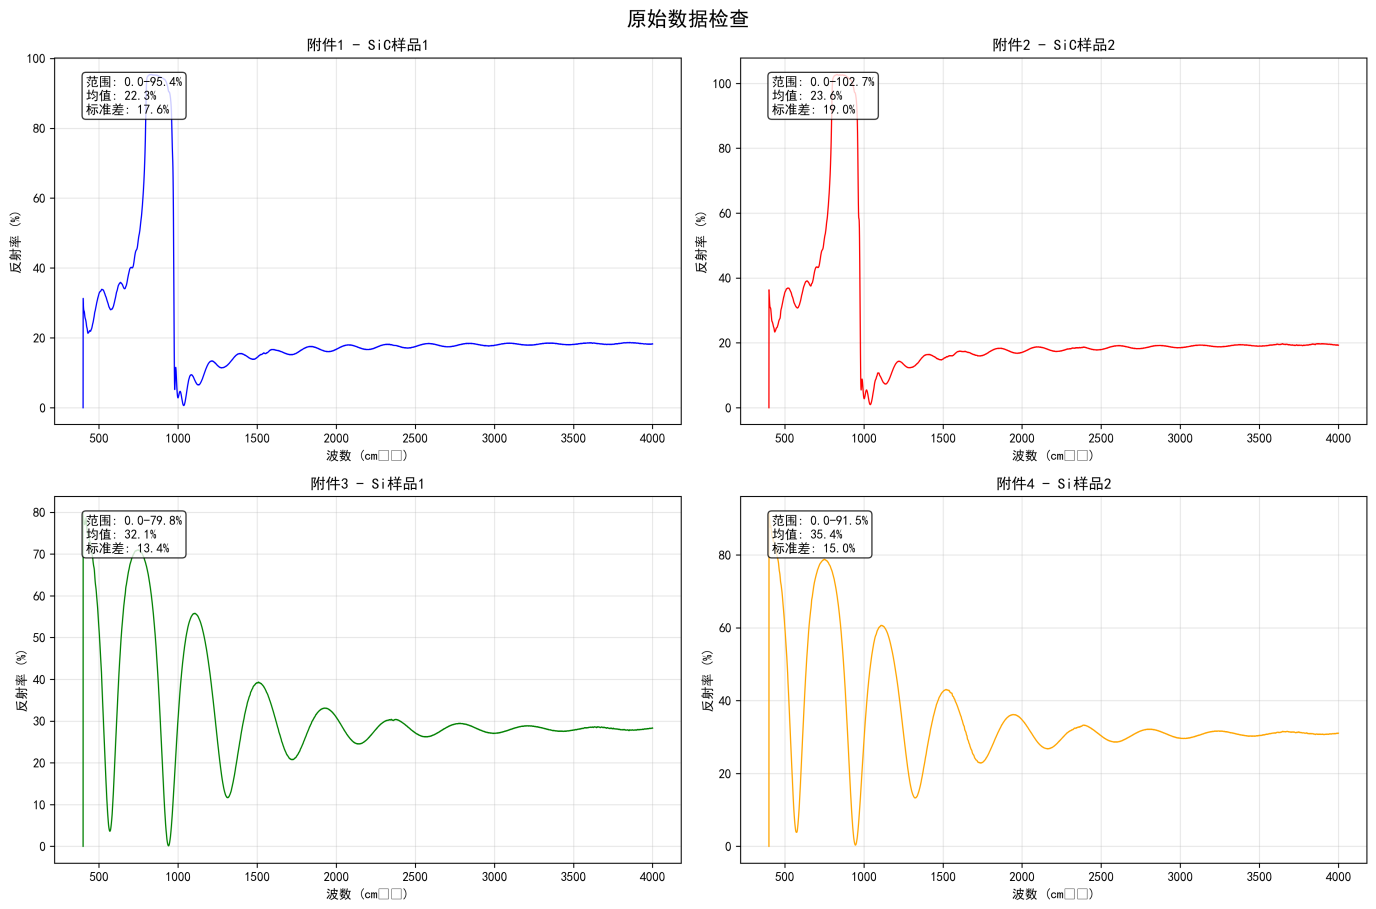 原始数据检查
附件1 - SiC样品1
范围: 0.0-95.4%
均值: 22.3%
标准差: 17.6%
反射率 (%)
100
80
60
40
20
0
500 1000 1500 2000 2500 3000 3500 4000
波数 (cm□□)
附件2 - SiC样品2
范围: 0.0-102.7%
均值: 23.6%
标准差: 19.0%
反射率 (%)
100
80
60
40
20
0
500 1000 1500 2000 2500 3000 3500 4000
波数 (cm□□)
附件3 - Si样品1
范围: 0.0-79.8%
均值: 32.1%
标准差: 13.4%
反射率 (%)
80
70
60
50
40
30
20
10
0
500 1000 1500 2000 2500 3000 3500 4000
波数 (cm□□)
附件4 - Si样品2
范围: 0.0-91.5%
均值: 35.4%
标准差: 15.0%
反射率 (%)
80
60
40
20
0
500 1000 1500 2000 2500 3000 3500 4000
波数 (cm□□)